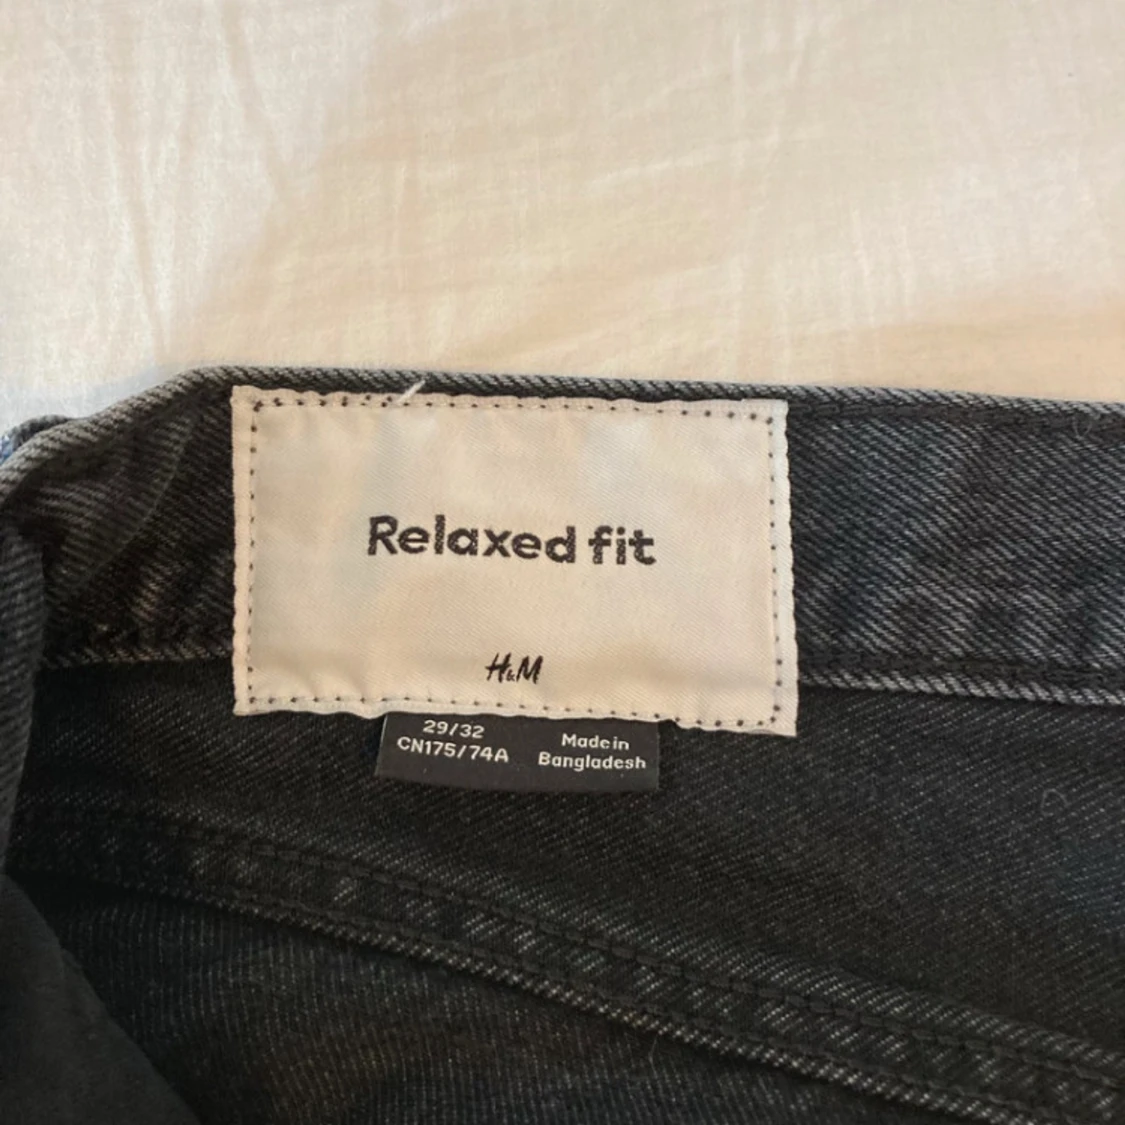 Relaxed fit
H&M
29/32
CN175/74A
Made in
Bangladesh